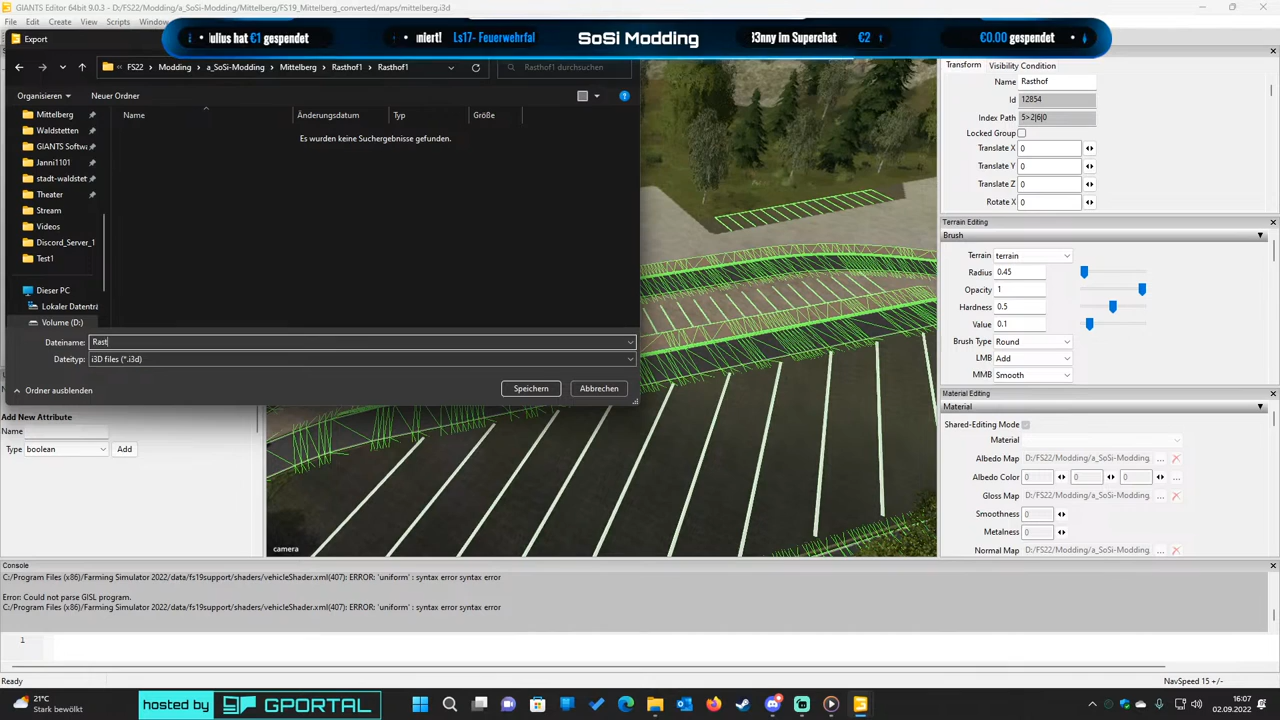 GIANTS Editor 64bit 9.0.3 - D:/FS22/Modding/a_SoSi-Modding/FS19_Mittelberg_converted/maps/mittelberg.i3d
File Edit Create View Scripts Window
Export
hat €1 gespendet
Ls17- Feuerwehrfal
SoSi Modding
im Superchat €2
€0.00 gespendet
FS22 > Modding > a_SoSi-Modding > Mittelberg > Rasthof1 > Rasthof1
Rasthof1 durchsuchen
Organisieren
Neuer Ordner
Mittelberg
Waldstetten
GIANTS Softwa
Janni1101
stadt-waldstet
Theater
Stream
Videos
Discord_Server_1
Test1
Dieser PC
Lokaler Datentra
Volume (D:)
Name
Änderungsdatum
Typ
Größe
Es wurden keine Suchergebnisse gefunden.
Dateiname: Rast
Dateityp: i3D files (*.i3d)
Ordner ausblenden
Speichern
Abbrechen
Add New Attribute
Name
Type boolean Add
camera
Transform Visibility Condition
Name Rasthof
Id 12854
Index Path 5>2|6|0
Locked Group
Translate X 0
Translate Y 0
Translate Z 0
Rotate X 0
Terrain Editing
Brush
Terrain terrain
Radius 0.45
Opacity 1
Hardness 0.5
Value 0.1
Brush Type Round
LMB Add
MMB Smooth
Material Editing
Material
Shared-Editing Mode
Material
Albedo Map D:/FS22/Modding/a_SoSi-Modding, ...
Albedo Color 0 0 0 ...
Gloss Map D:/FS22/Modding/a_SoSi-Modding, ...
Smoothness 0
Metalness 0
Normal Map D:/FS22/Modding/a_SoSi-Modding, ...
Console
C:/Program Files (x86)/Farming Simulator 2022/data/fs19support/shaders/vehicleShader.xml(407): ERROR: 'uniform' : syntax error syntax error
Error: Could not parse GlSL program.
C:/Program Files (x86)/Farming Simulator 2022/data/fs19support/shaders/vehicleShader.xml(407): ERROR: 'uniform' : syntax error syntax error
1
Ready
NavSpeed 15 +/-
21°C
Stark bewölkt
hosted by GPORTAL
16:07
02.09.2022